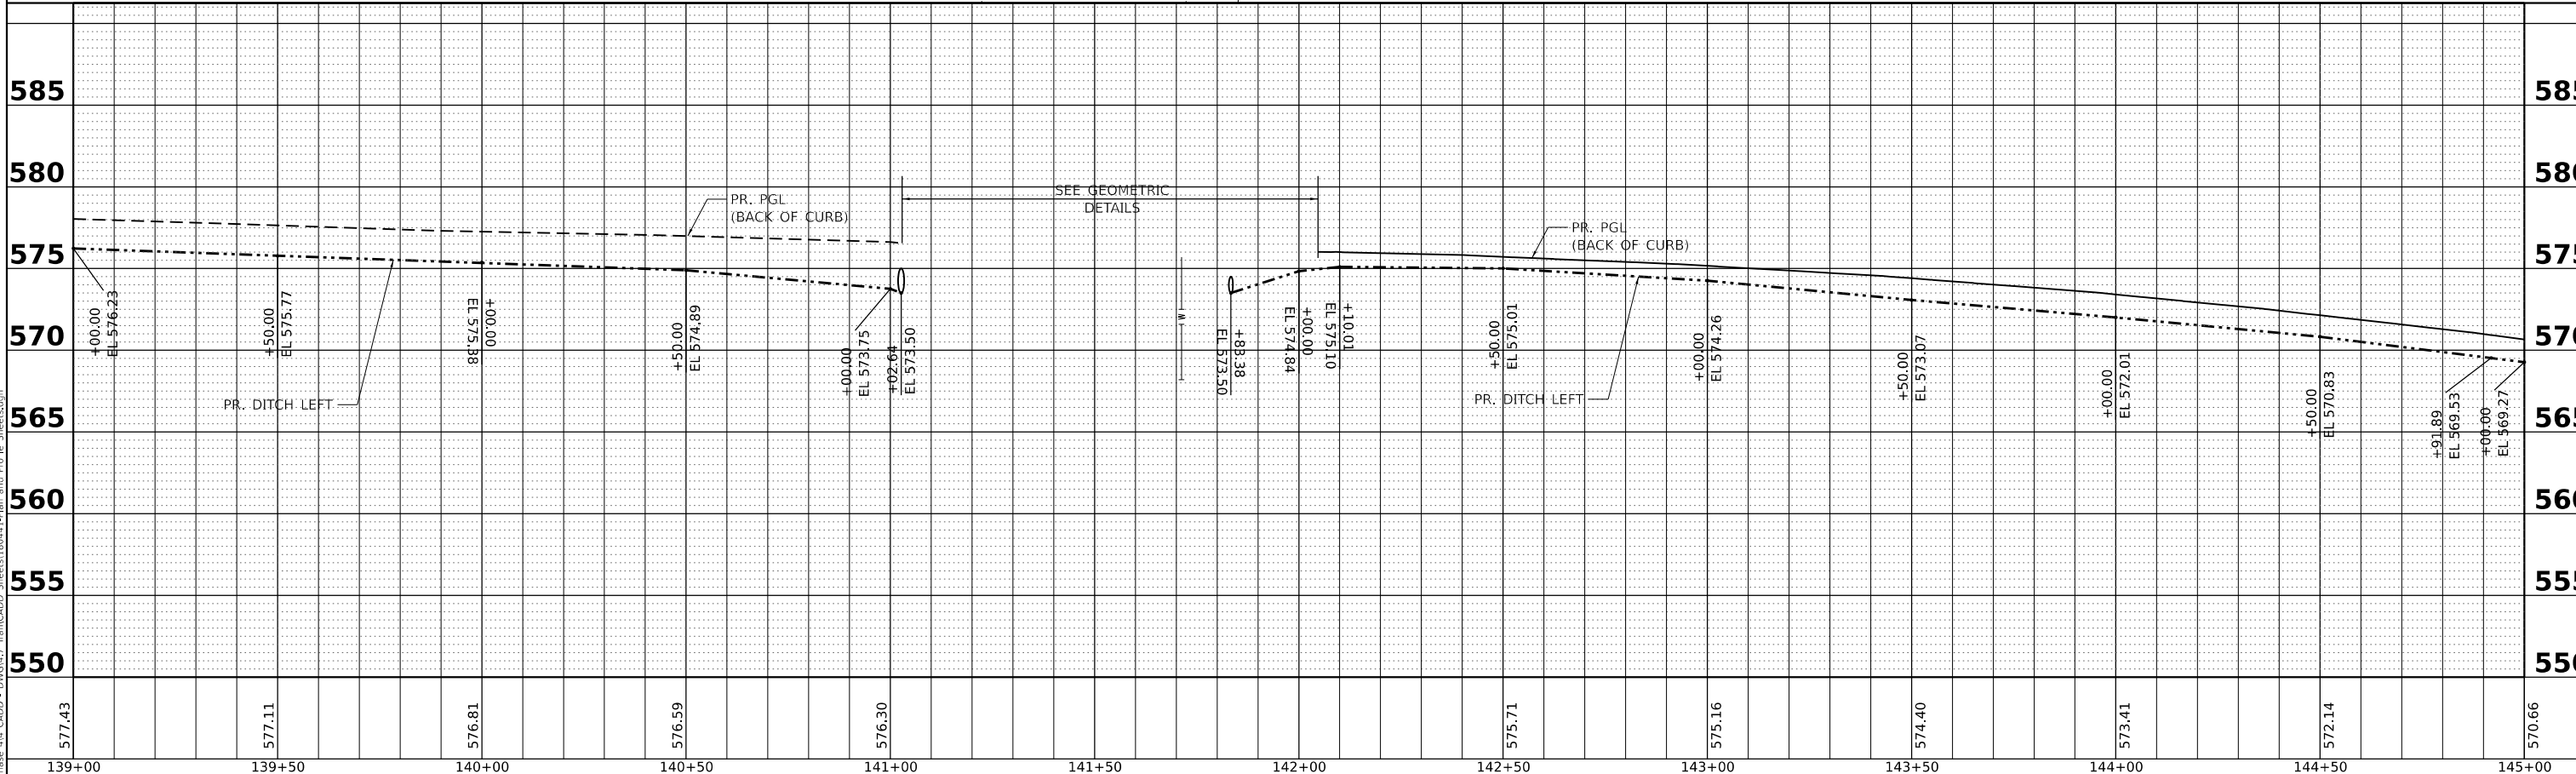 585
585
580
580
SEE GEOMETRIC
DETAILS
PR. PGL
(BACK OF CURB)
PR. PGL
(BACK OF CURB)
575
575
+00.00
EL 576.23
+50.00
EL 575.77
+00.00
EL 575.38
+50.00
EL 574.89
+00.00
EL 573.75
+02.64
EL 573.50
+83.38
EL 573.50
+00.00
EL 574.84
+10.01
EL 575.10
+50.00
EL 575.01
+00.00
EL 574.26
+50.00
EL 573.07
+00.00
EL 572.01
+50.00
EL 570.83
+91.89
EL 569.53
+00.00
EL 569.27
570
570
PR. DITCH LEFT
PR. DITCH LEFT
565
565
560
560
555
555
550
550
577.43
577.11
576.81
576.59
576.30
575.71
575.16
574.40
573.41
572.14
570.66
139+00
139+50
140+00
140+50
141+00
141+50
142+00
142+50
143+00
143+50
144+00
144+50
145+00